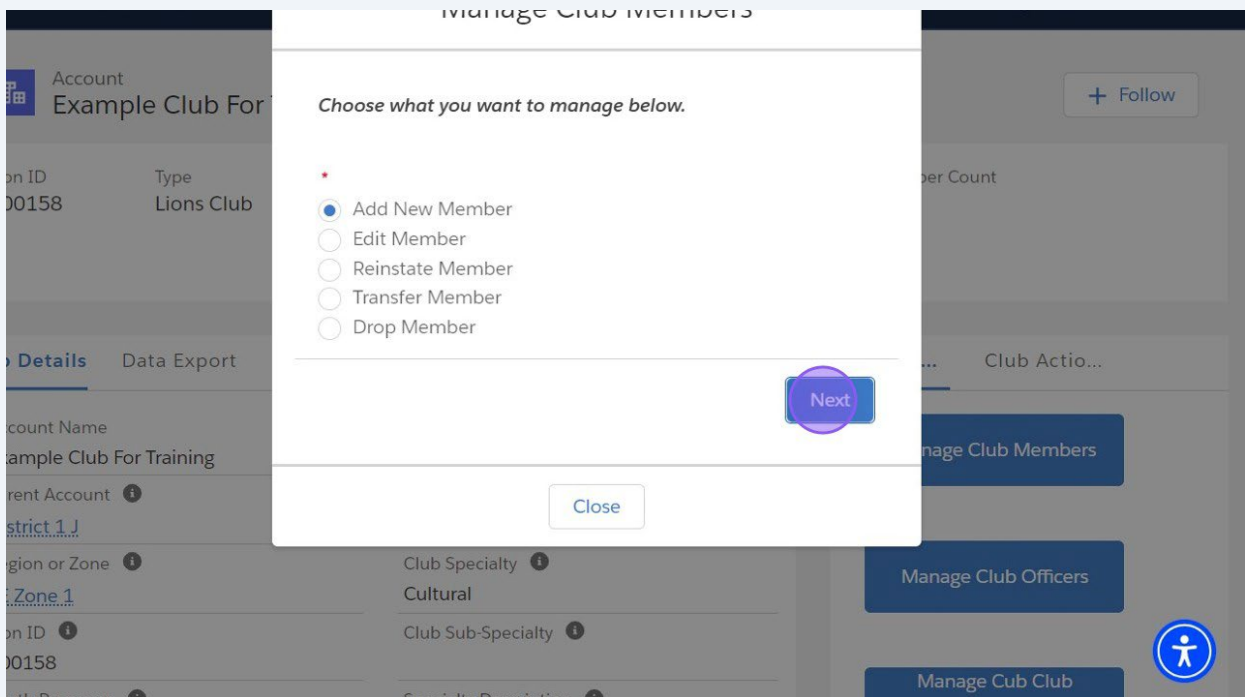 Manage Club Members
Account
Example Club For
+ Follow
Choose what you want to manage below.
on ID
Type
ber Count
00158
Lions Club
*
Add New Member
Edit Member
Reinstate Member
Transfer Member
Drop Member
Details
Data Export
...
Club Actio...
Next
ccount Name
nage Club Members
ample Club For Training
rent Account
Close
strict 1 J
gion or Zone
Club Specialty
Manage Club Officers
Zone 1
Cultural
on ID
Club Sub-Specialty
00158
Manage Cub Club